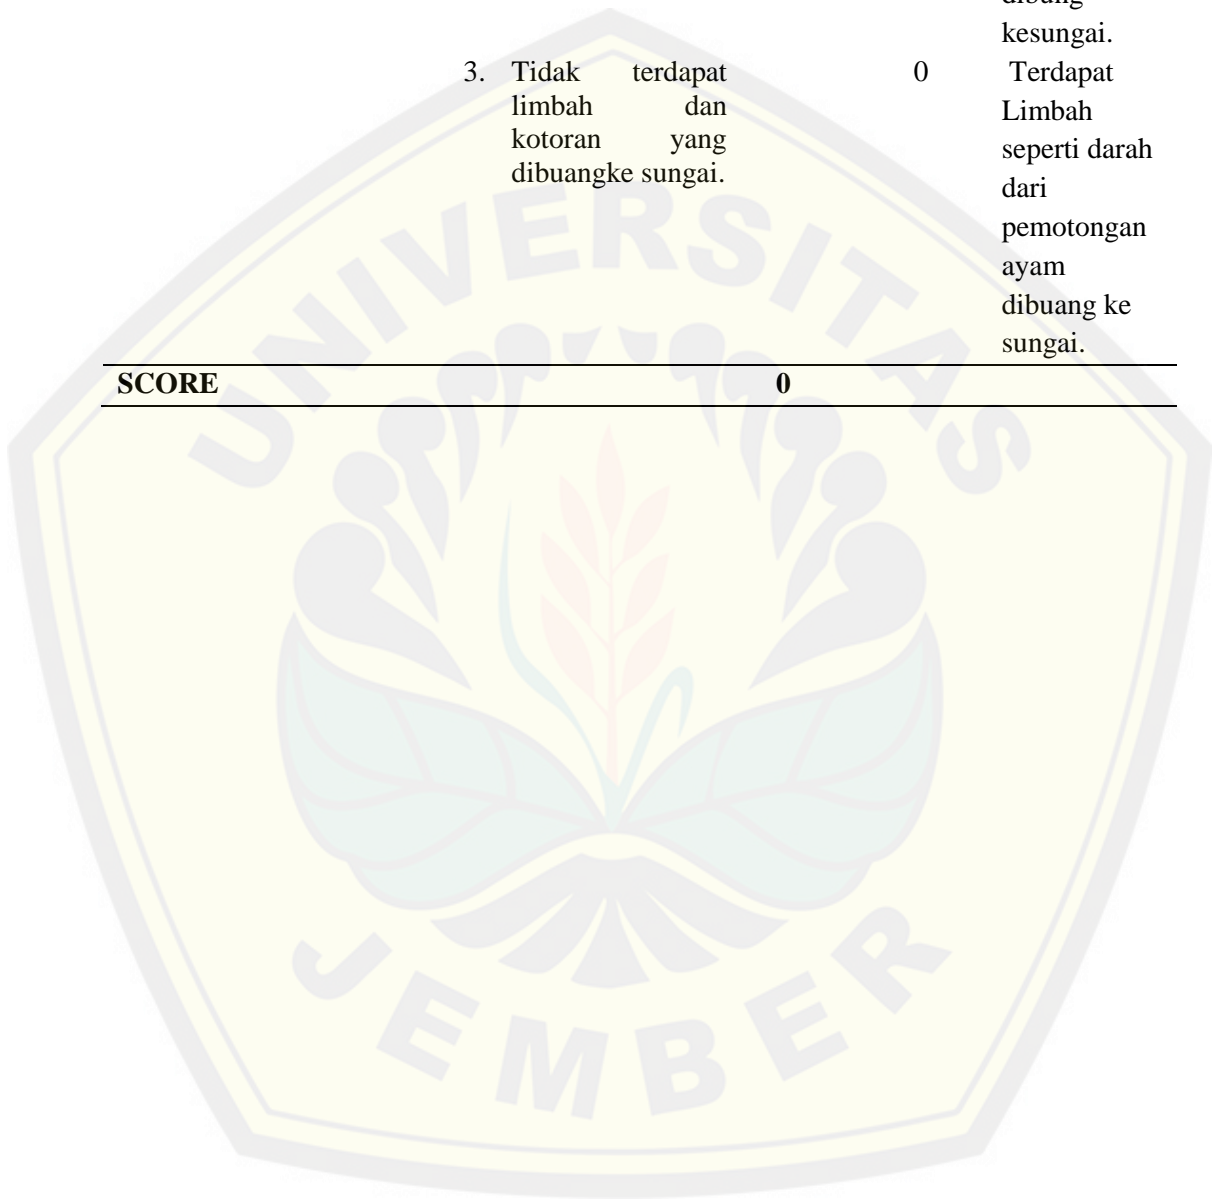 kesungai.
3. Tidak terdapat 0 Terdapat
limbah dan Limbah
kotoran yang seperti darah
dibuangke sungai. dari
pemotongan
ayam
dibuang ke
sungai.
SCORE 0
UNIVERSITAS
JEMBER